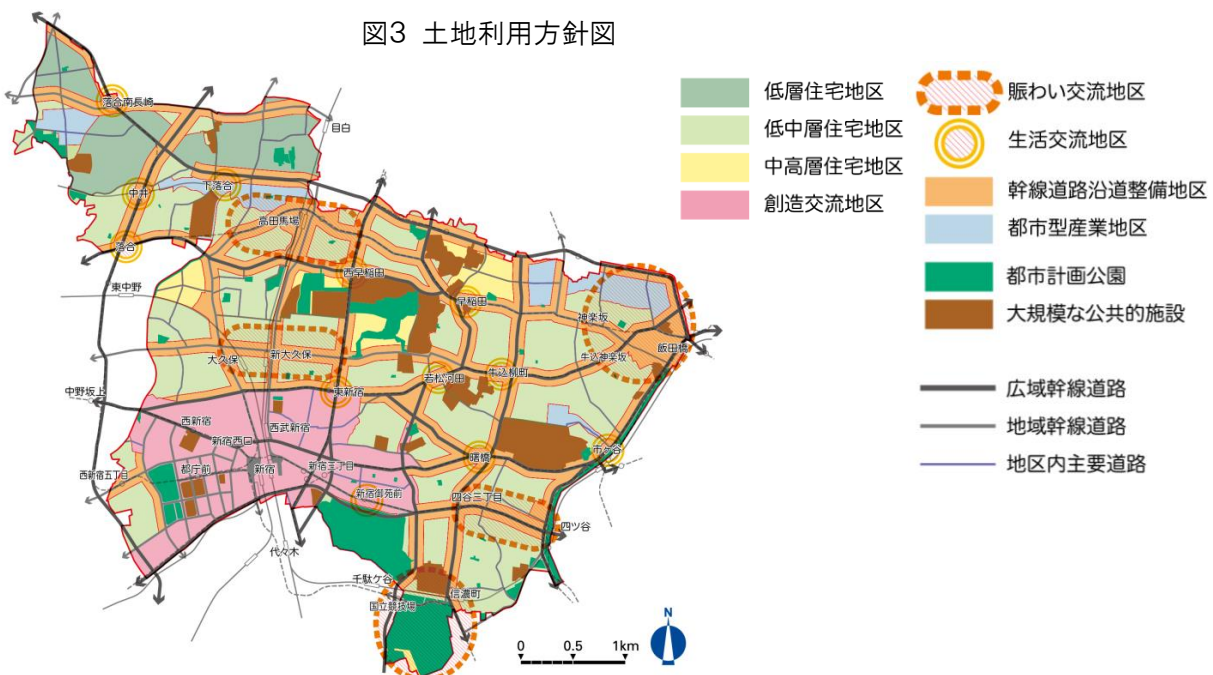 図3 土地利用方針図
低層住宅地区
低中層住宅地区
中高層住宅地区
創造交流地区
賑わい交流地区
生活交流地区
幹線道路沿道整備地区
都市型産業地区
都市計画公園
大規模な公共的施設
広域幹線道路
地域幹線道路
地区内主要道路
落合南長崎
目白
中井
下落合
高田馬場
落合
西早稲田
東中野
早稲田
神楽坂
飯田橋
牛込神楽坂
大久保
新大久保
若松河田
牛込柳町
東新宿
中野坂上
西新宿
西武新宿
新宿西口
市ヶ谷
曙橋
新宿三丁目
都庁前
新宿
西新宿五丁目
新宿御苑前
四谷三丁目
四ツ谷
代々木
千駄ケ谷
信濃町
国立競技場
N
0 0.5 1km